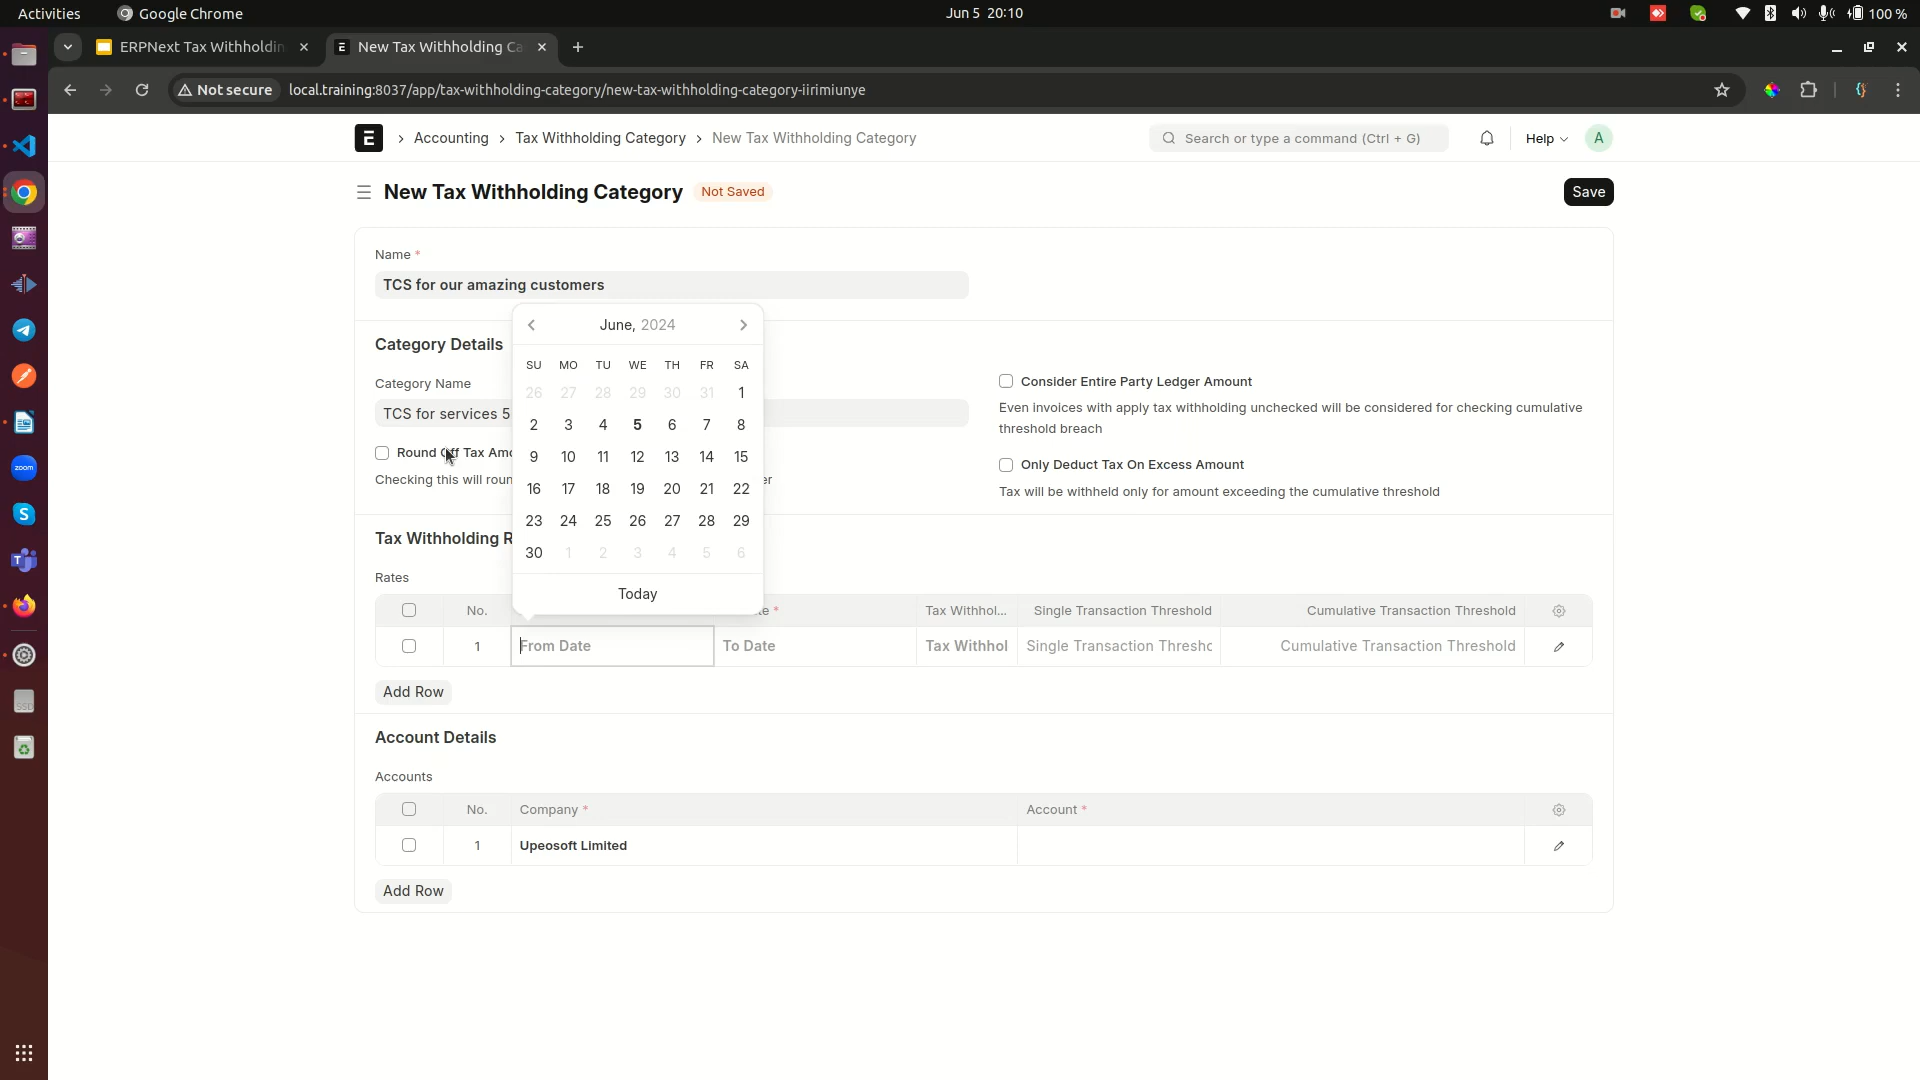 Activities
Google Chrome
Jun 5 20:10
100 %
ERPNext Tax Withholdin
New Tax Withholding Ca
Not secure
local.training:8037/app/tax-withholding-category/new-tax-withholding-category-iirimiunye
E
Accounting
Tax Withholding Category
New Tax Withholding Category
Search or type a command (Ctrl + G)
Help
A
New Tax Withholding Category
Not Saved
Save
Name *
TCS for our amazing customers
June, 2024
SU MO TU WE TH FR SA
26 27 28 29 30 31 1
2 3 4 5 6 7 8
9 10 11 12 13 14 15
16 17 18 19 20 21 22
23 24 25 26 27 28 29
30 1 2 3 4 5 6
Today
Category Details
Category Name
TCS for services 5
Round Off Tax Amo
Checking this will roun
er
Consider Entire Party Ledger Amount
Even invoices with apply tax withholding unchecked will be considered for checking cumulative
threshold breach
Only Deduct Tax On Excess Amount
Tax will be withheld only for amount exceeding the cumulative threshold
Tax Withholding R
Rates
No.
te *
Tax Withhol...
Single Transaction Threshold
Cumulative Transaction Threshold
1
From Date
To Date
Tax Withhol
Single Transaction Thresho
Cumulative Transaction Threshold
Add Row
Account Details
Accounts
No.
Company *
Account *
1
Upeosoft Limited
Add Row
zoom
SSD